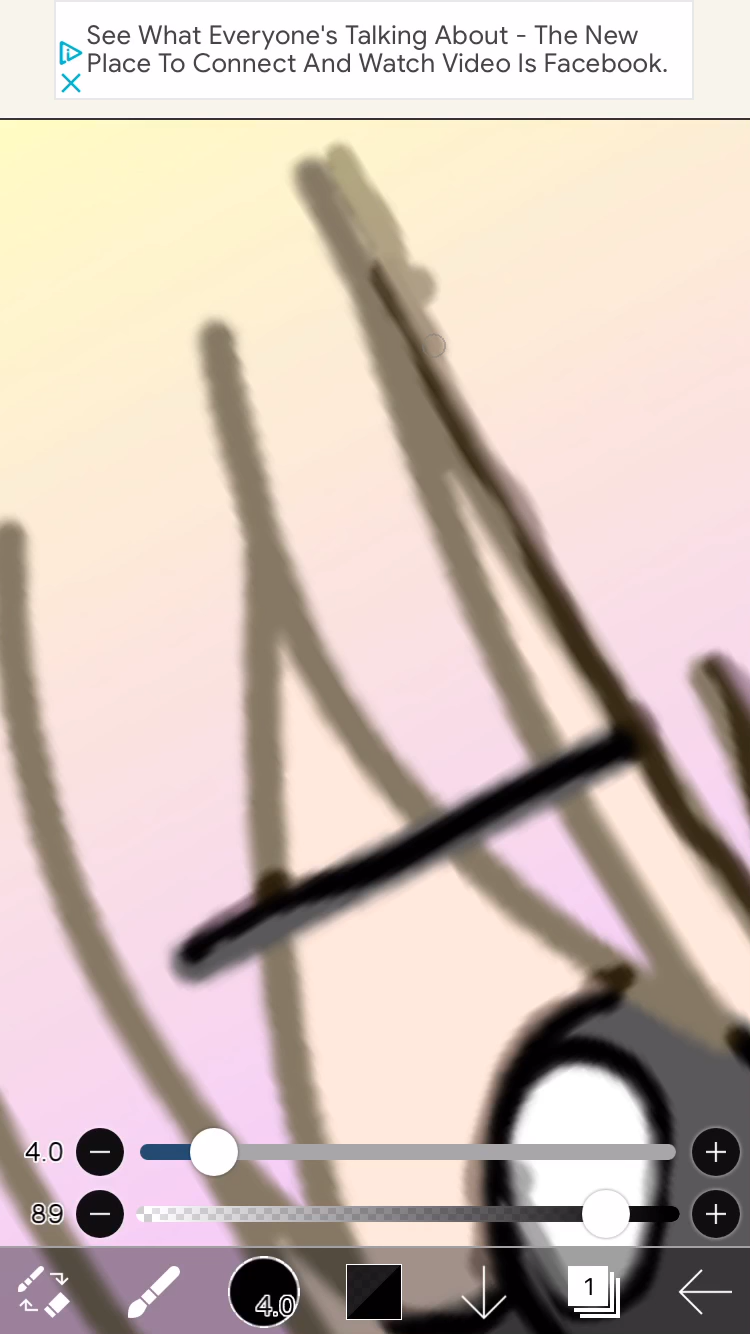 See What Everyone's Talking About - The New
Place To Connect And Watch Video Is Facebook.
4.0
89
4.0
1